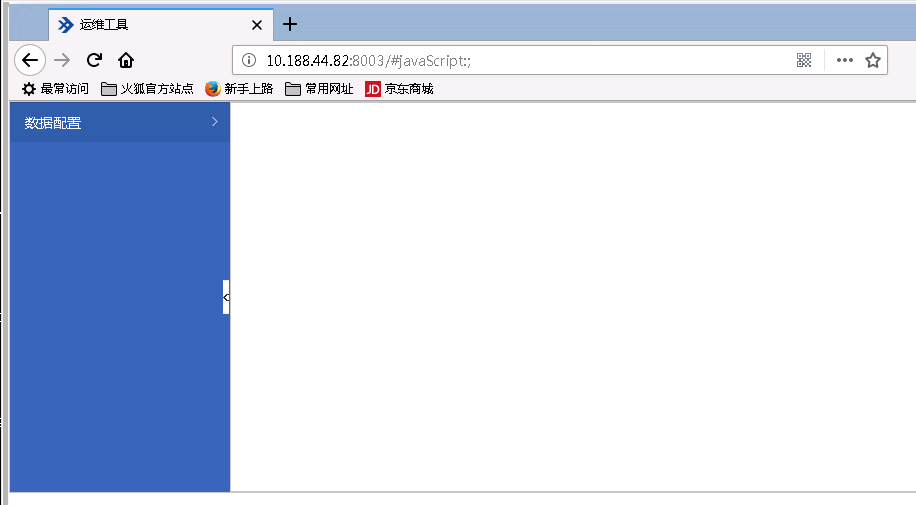 运维工具
10.188.44.82:8003/#javaScript:;
最常访问 火狐官方站点 新手上路 常用网址 JD 京东商城
数据配置